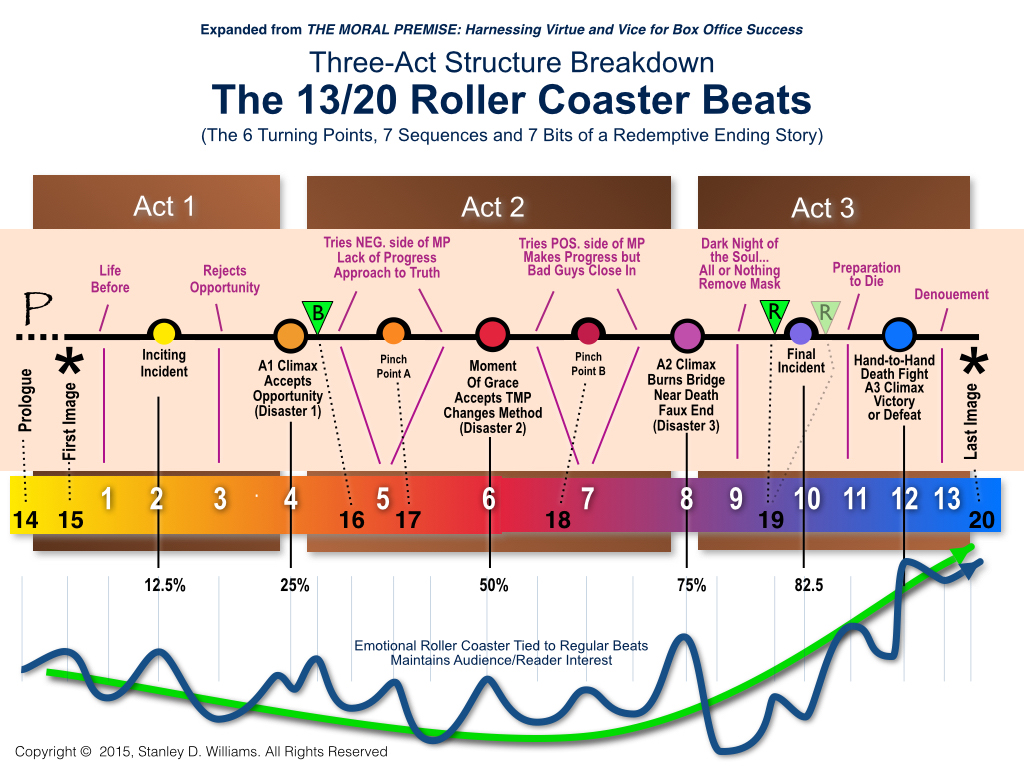 Expanded from THE MORAL PREMISE: Harnessing Virtue and Vice for Box Office Success
Three-Act Structure Breakdown
The 13/20 Roller Coaster Beats
(The 6 Turning Points, 7 Sequences and 7 Bits of a Redemptive Ending Story)
Act 1
Act 2
Act 3
Life
Before
Rejects
Opportunity
Tries NEG. side of MP
Lack of Progress
Approach to Truth
Tries POS. side of MP
Makes Progress but
Bad Guys Close In
Dark Night of
the Soul...
All or Nothing
Remove Mask
Preparation
to Die
Denouement
P
B
R
R
*
*
Prologue
First Image
Inciting
Incident
A1 Climax
Accepts
Opportunity
(Disaster 1)
Pinch
Point A
Moment
Of Grace
Accepts TMP
Changes Method
(Disaster 2)
Pinch
Point B
A2 Climax
Burns Bridge
Near Death
Faux End
(Disaster 3)
Final
Incident
Hand-to-Hand
Death Fight
A3 Climax
Victory
or Defeat
Last Image
1 2 3 4 5 6 7 8 9 10 11 12 13
14 15 16 17 18 19 20
12.5% 25% 50% 75% 82.5
Emotional Roller Coaster Tied to Regular Beats
Maintains Audience/Reader Interest
Copyright © 2015, Stanley D. Williams. All Rights Reserved